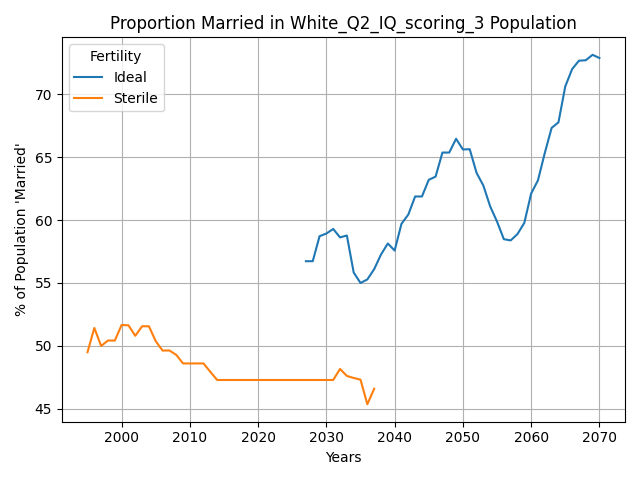 Proportion Married in White_Q2_IQ_scoring_3 Population
Fertility
Ideal
Sterile
% of Population 'Married'
70
65
60
55
50
45
2000
2010
2020
2030
2040
2050
2060
2070
Years